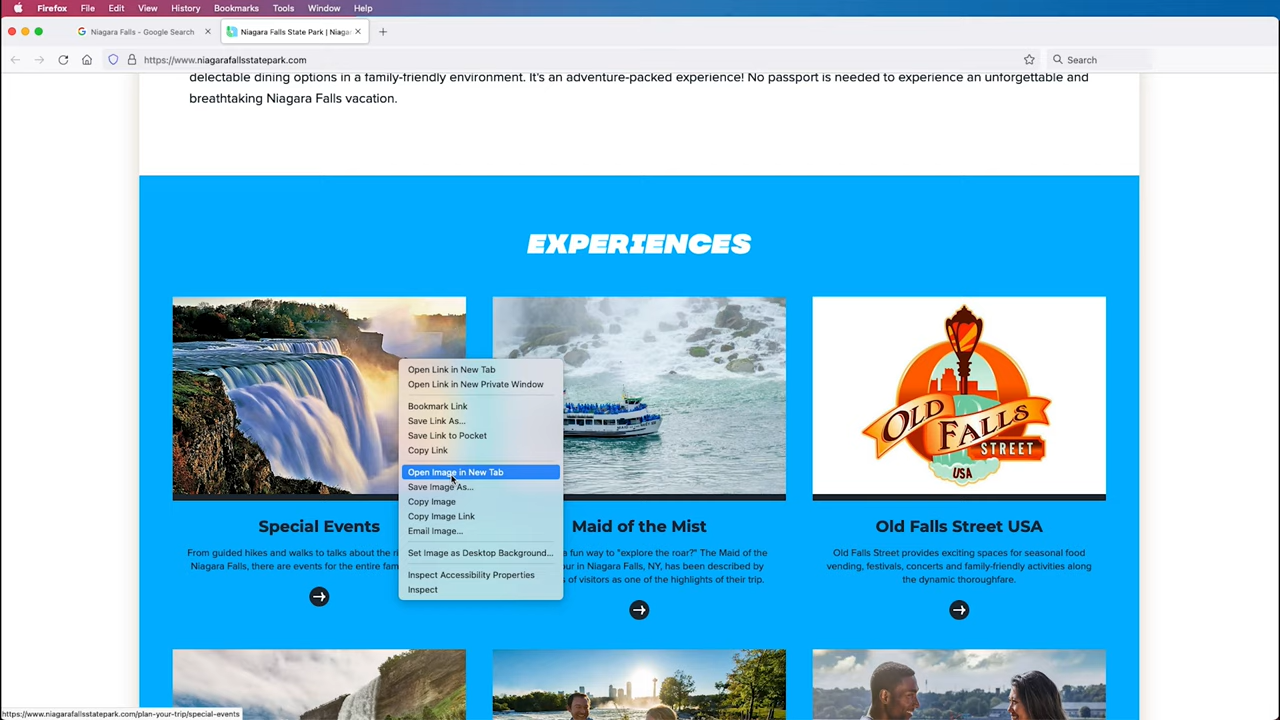 Firefox File Edit View History Bookmarks Tools Window Help
Niagara Falls - Google Search
Niagara Falls State Park | Niaga
https://www.niagarafallsstatepark.com
Search
delectable dining options in a family-friendly environment. It's an adventure-packed experience! No passport is needed to experience an unforgettable and
breathtaking Niagara Falls vacation.
EXPERIENCES
Open Link in New Tab
Open Link in New Private Window
Bookmark Link
Save Link As...
Save Link to Pocket
Copy Link
Open Image in New Tab
Save Image As...
Copy Image
Copy Image Link
Email Image...
Set Image as Desktop Background...
Inspect Accessibility Properties
Inspect
OLD FALLS STREET
USA
Special Events
From guided hikes and walks to talks about the
Niagara Falls, there are events for the entire
Maid of the Mist
a fun way to "explore the roar?" The Maid of the
in Niagara Falls, NY, has been described by
of visitors as one of the highlights of their trip.
Old Falls Street USA
Old Falls Street provides exciting spaces for seasonal food
vending, festivals, concerts and family-friendly activities along
the dynamic thoroughfare.
https://www.niagarafallsstatepark.com/plan-your-trip/special-events